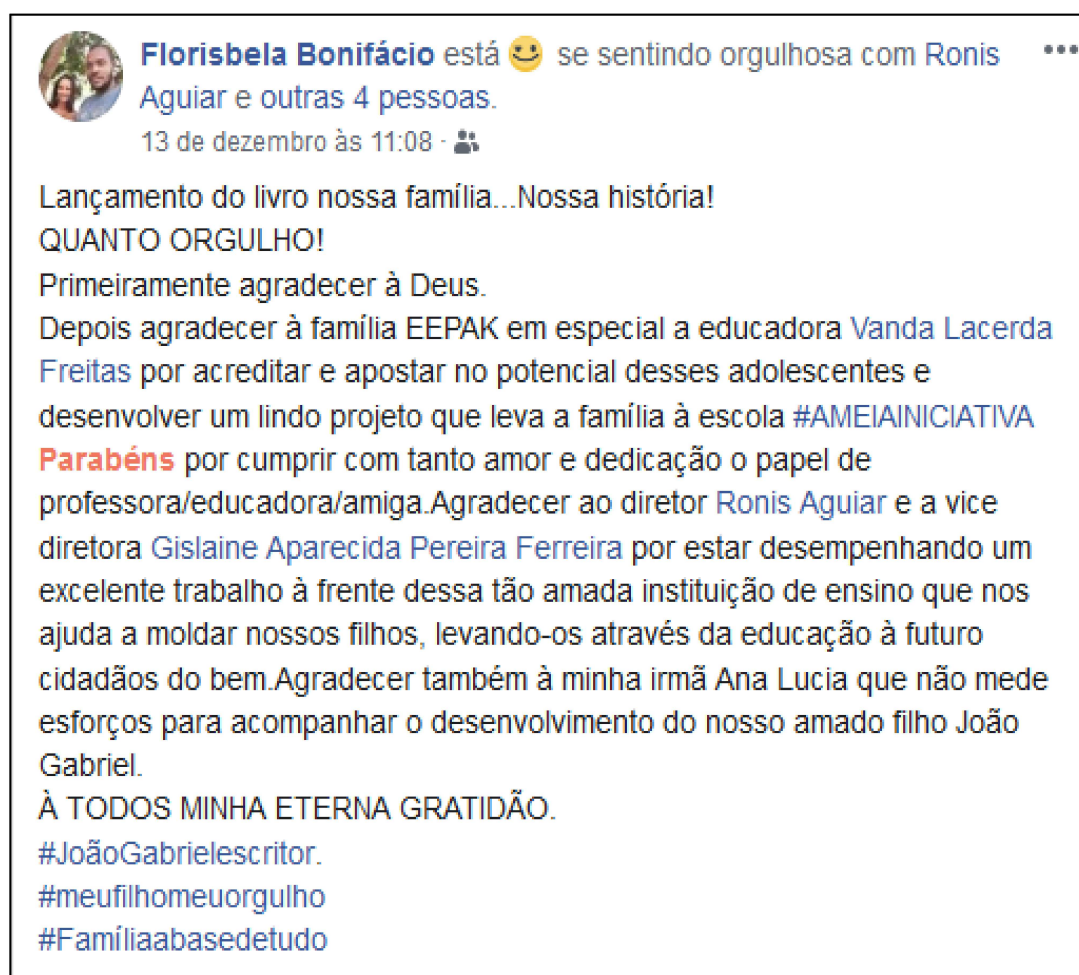 Florisbela Bonifácio está se sentindo orgulhosa com Ronis
Aguiar e outras 4 pessoas.
13 de dezembro às 11:08 ·
Lançamento do livro nossa família...Nossa história!
QUANTO ORGULHO!
Primeiramente agradecer à Deus.
Depois agradecer à família EEPAK em especial a educadora Vanda Lacerda
Freitas por acreditar e apostar no potencial desses adolescentes e
desenvolver um lindo projeto que leva a família à escola #AMEIAINICIATIVA
Parabéns por cumprir com tanto amor e dedicação o papel de
professora/educadora/amiga.Agradecer ao diretor Ronis Aguiar e a vice
diretora Gislaine Aparecida Pereira Ferreira por estar desempenhando um
excelente trabalho à frente dessa tão amada instituição de ensino que nos
ajuda a moldar nossos filhos, levando-os através da educação à futuro
cidadãos do bem.Agradecer também à minha irmã Ana Lucia que não mede
esforços para acompanhar o desenvolvimento do nosso amado filho João
Gabriel.
À TODOS MINHA ETERNA GRATIDÃO.
#JoãoGabrielescritor.
#meufilhomeuorgulho
#Famíliaabasedetudo